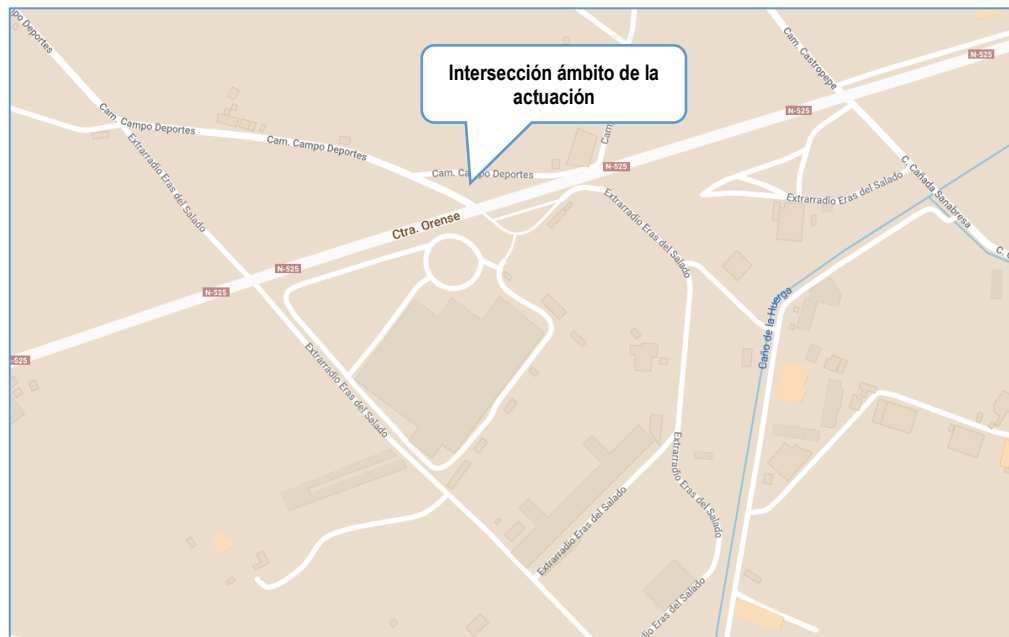 po Deportes
Cam. Castropepe
N-525
Intersección ámbito de la
actuación
N-525
Cam. Campo Deportes
Cam. Campo Deportes
Cam
N-525
Cam. Campo Deportes
Extrarradio Eras del Salado
Extrarradio Eras del Salado
C. Cañada Sanabresa
Ctra. Orense
Extrarradio Eras del Salado
C.
N-525
N-525
Caño de la Huerga
-525
Extrarradio Eras del Salado
Extrarradio Eras del Salado
Extrarradio Eras del Salado
dio Eras del Salado